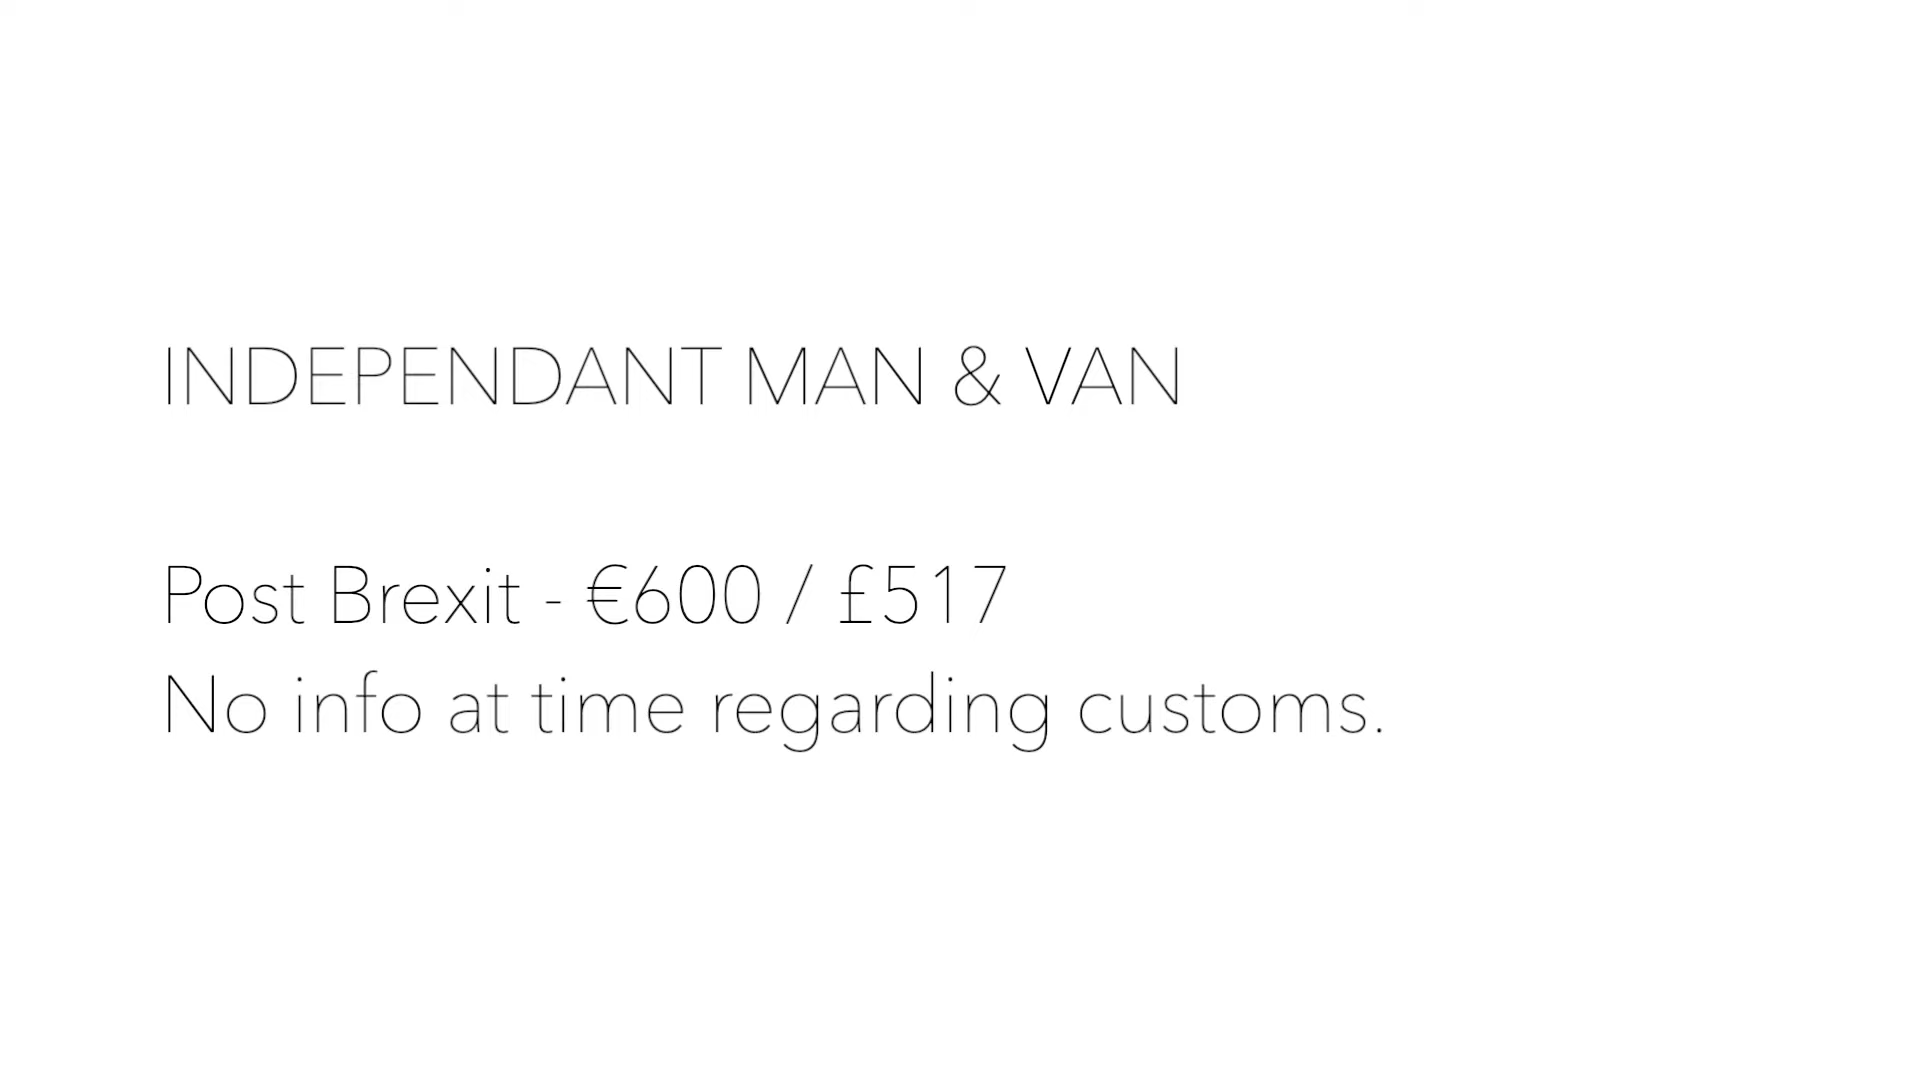 INDEPENDANT MAN & VAN
Post Brexit - €600 / £517
No info at time regarding customs.